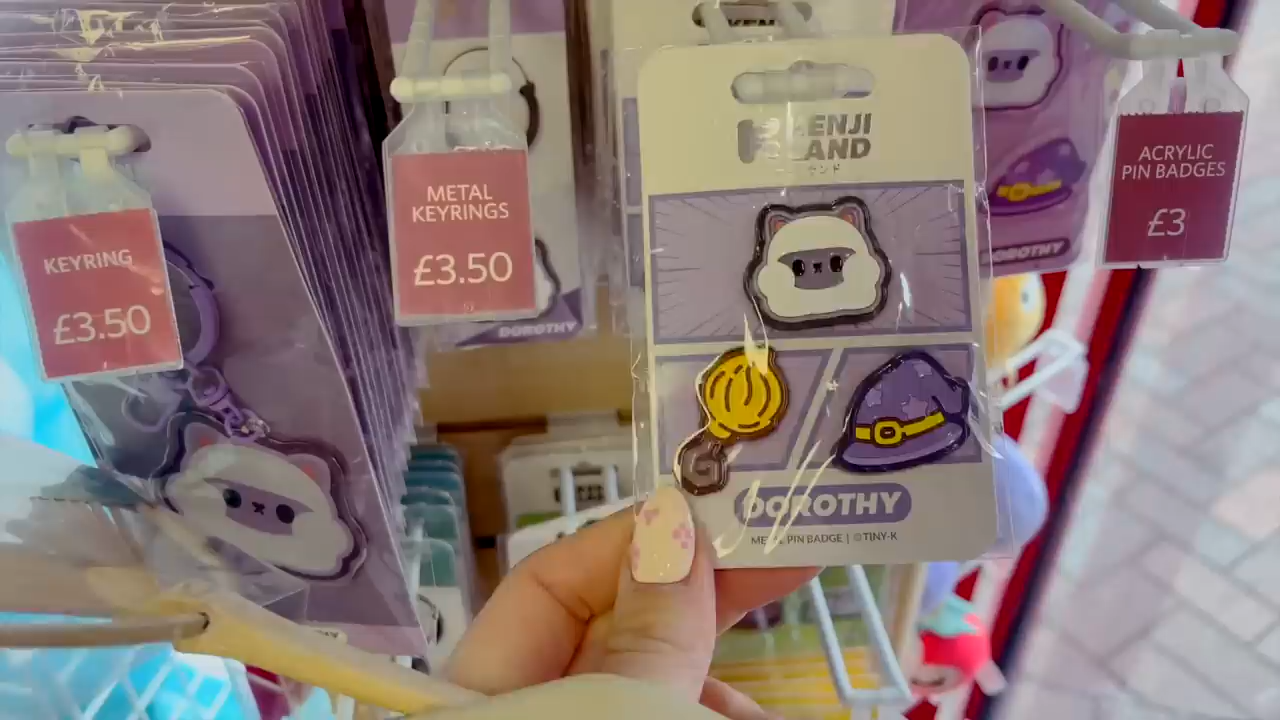 KEYRING
£3.50
METAL
KEYRINGS
£3.50
DOROTHY
KENJI
LAND
DOROTHY
METAL PIN BADGE | ©TINY-K
DOROTHY
ACRYLIC
PIN BADGES
£3